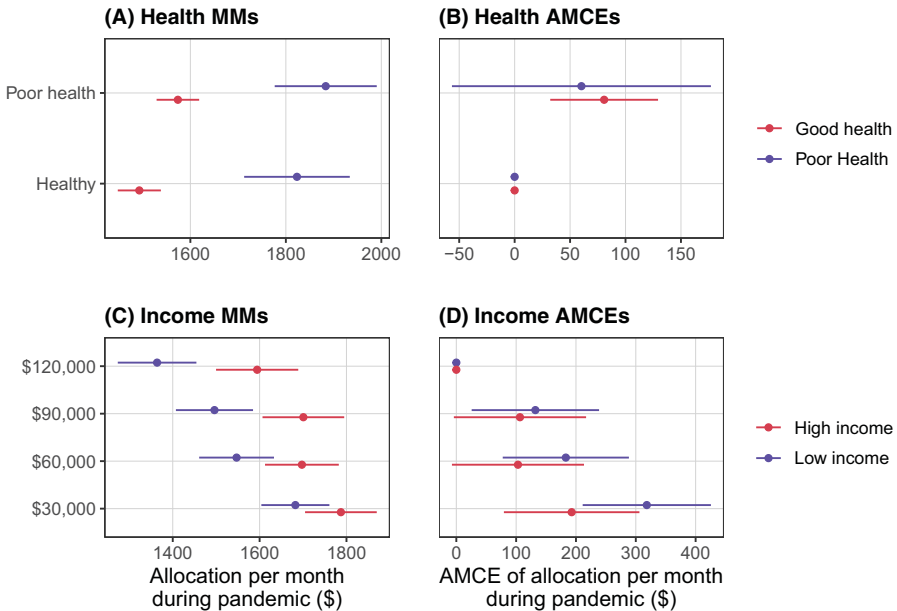 (A) Health MMs
(B) Health AMCEs
Poor health
Healthy
1600 1800 2000
−50 0 50 100 150
Good health
Poor Health
(C) Income MMs
(D) Income AMCEs
$120,000
$90,000
$60,000
$30,000
1400 1600 1800
0 100 200 300 400
High income
Low income
Allocation per month
during pandemic ($)
AMCE of allocation per month
during pandemic ($)